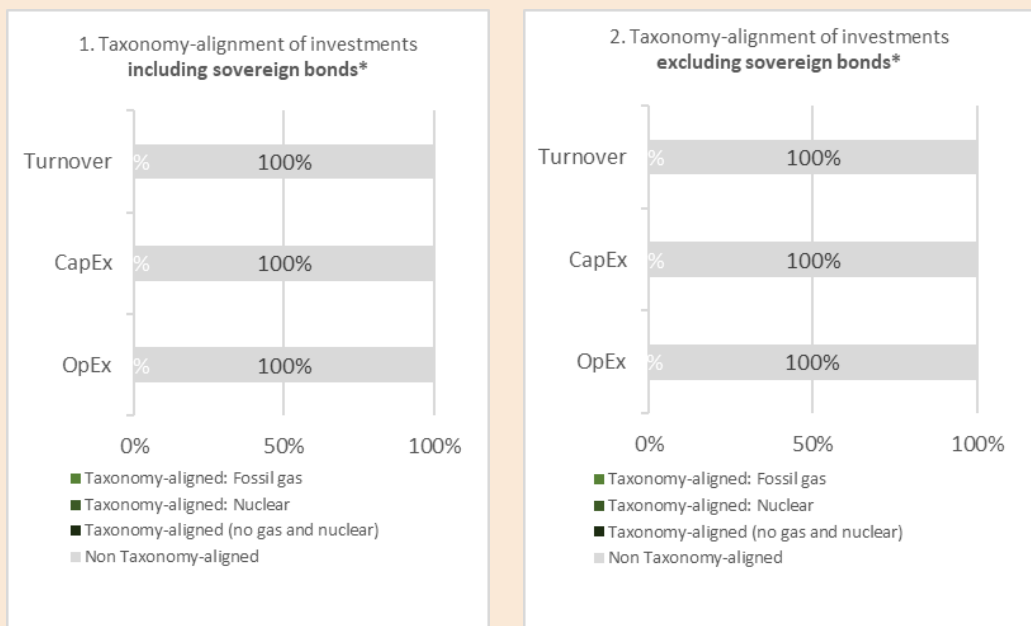 1. Taxonomy-alignment of investments
including sovereign bonds*
Turnover % 100%
CapEx % 100%
OpEx % 100%
0% 50% 100%
Taxonomy-aligned: Fossil gas
Taxonomy-aligned: Nuclear
Taxonomy-aligned (no gas and nuclear)
Non Taxonomy-aligned
2. Taxonomy-alignment of investments
excluding sovereign bonds*
Turnover % 100%
CapEx % 100%
OpEx % 100%
0% 50% 100%
Taxonomy-aligned: Fossil gas
Taxonomy-aligned: Nuclear
Taxonomy-aligned (no gas and nuclear)
Non Taxonomy-aligned